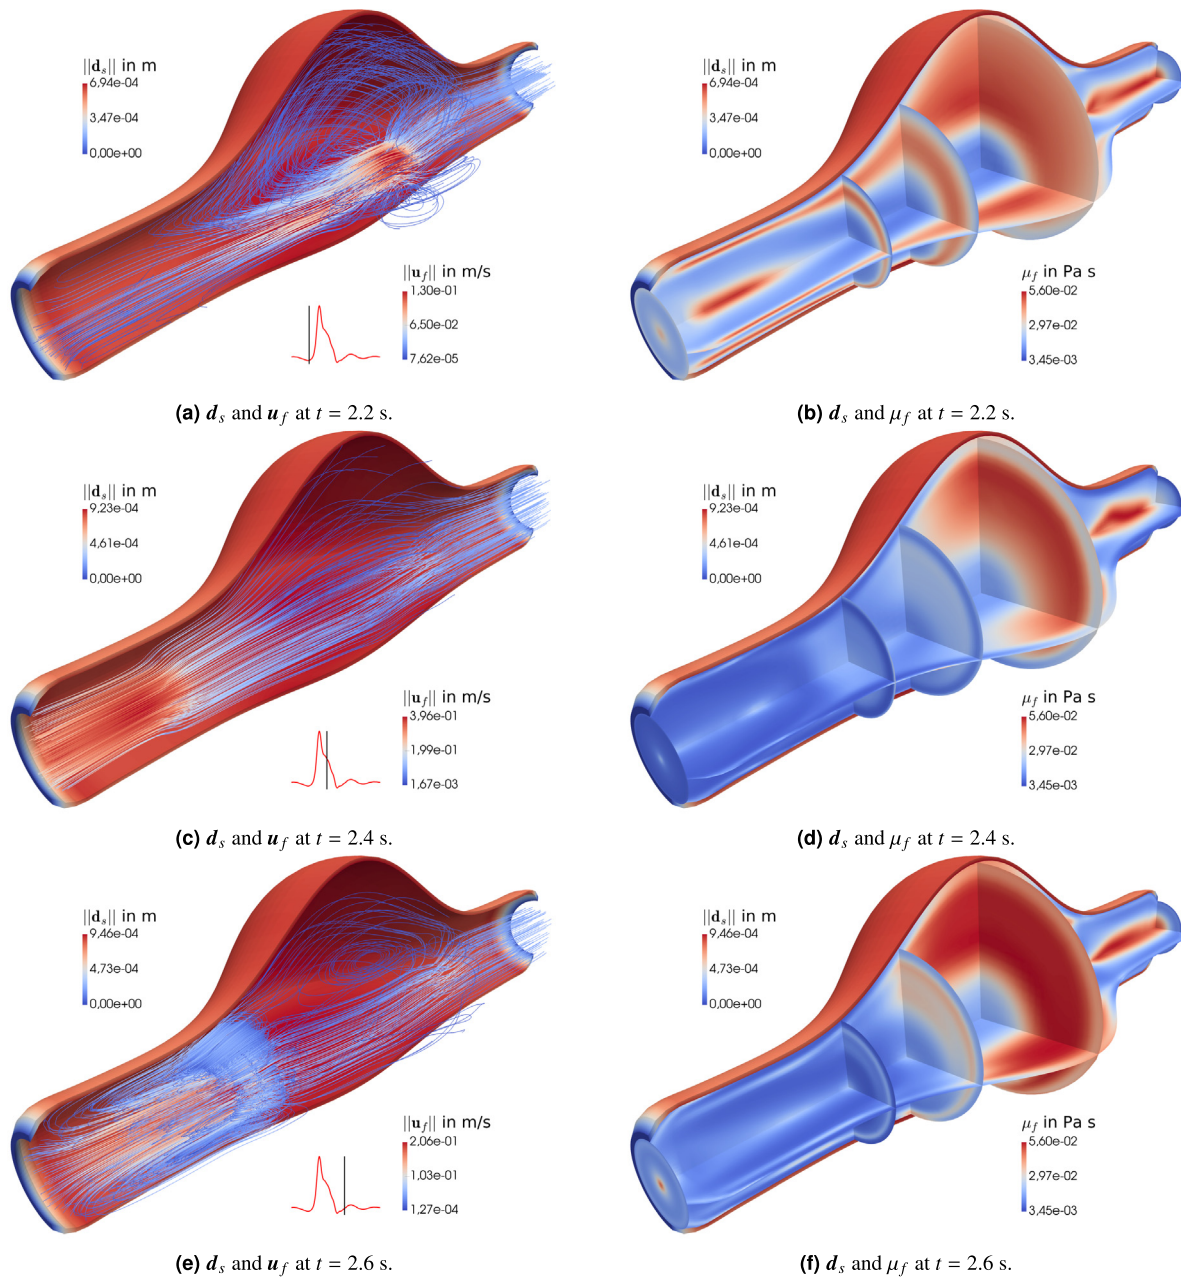 ||d_s|| in m
6,94e-04
3.47e-04
0,00e+00
||u_f|| in m/s
1,30e-01
6,50e-02
7,62e-05
||d_s|| in m
6,94e-04
3.47e-04
0,00e+00
μ_f in Pa s
5,60e-02
2,97e-02
3,45e-03
(a) d_s and u_f at t = 2.2 s.
(b) d_s and μ_f at t = 2.2 s.
||d_s|| in m
9,23e-04
4,61e-04
0,00e+00
||u_f|| in m/s
3,96e-01
1,99e-01
1,67e-03
||d_s|| in m
9,23e-04
4,61e-04
0,00e+00
μ_f in Pa s
5,60e-02
2,97e-02
3,45e-03
(c) d_s and u_f at t = 2.4 s.
(d) d_s and μ_f at t = 2.4 s.
||d_s|| in m
9,46e-04
4,73e-04
0,00e+00
||u_f|| in m/s
2,06e-01
1,03e-01
1,27e-04
||d_s|| in m
9,46e-04
4,73e-04
0,00e+00
μ_f in Pa s
5,60e-02
2,97e-02
3,45e-03
(e) d_s and u_f at t = 2.6 s.
(f) d_s and μ_f at t = 2.6 s.